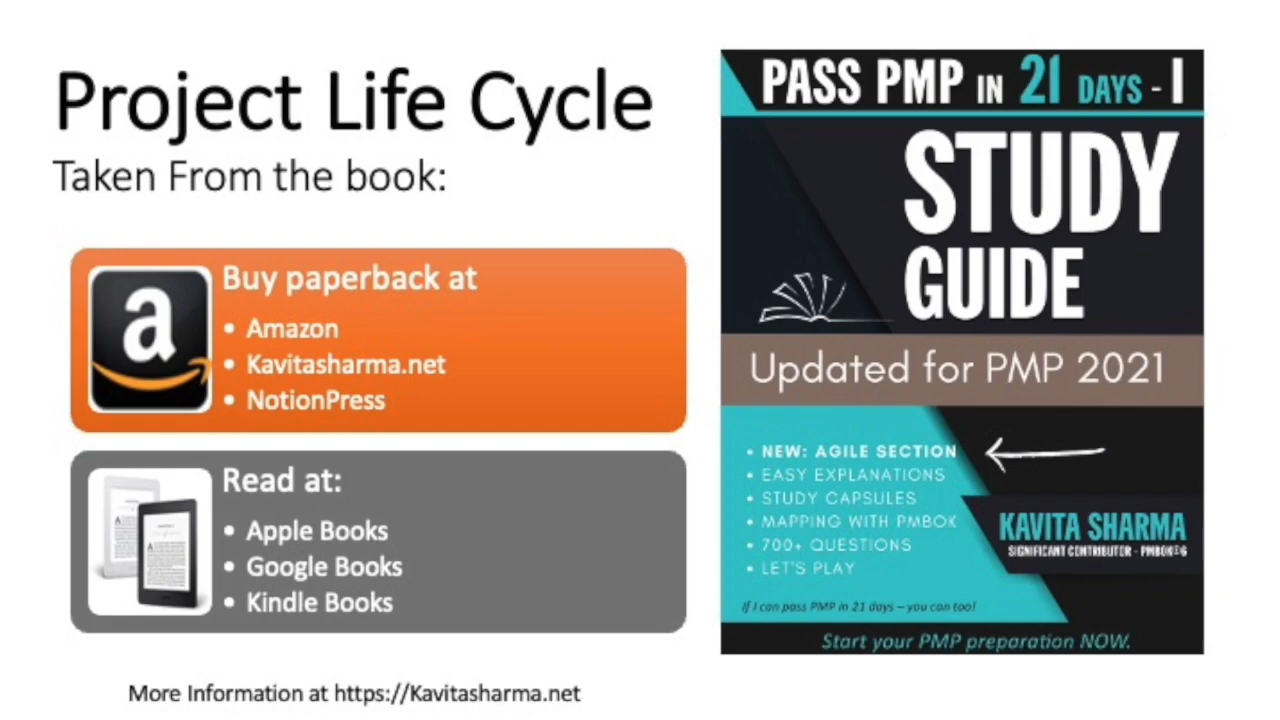 Project Life Cycle
Taken From the book:
a
Buy paperback at
• Amazon
• Kavitasharma.net
• NotionPress
Read at:
• Apple Books
• Google Books
• Kindle Books
More Information at https://Kavitasharma.net
PASS PMP IN 21 DAYS - I
STUDY
GUIDE
Updated for PMP 2021
• NEW: AGILE SECTION
• EASY EXPLANATIONS
• STUDY CAPSULES
• MAPPING WITH PMBOK
• 700+ QUESTIONS
• LET'S PLAY
KAVITA SHARMA
SIGNIFICANT CONTRIBUTOR - PMBOK®6
If I can pass PMP in 21 days – you can too!
Start your PMP preparation NOW.